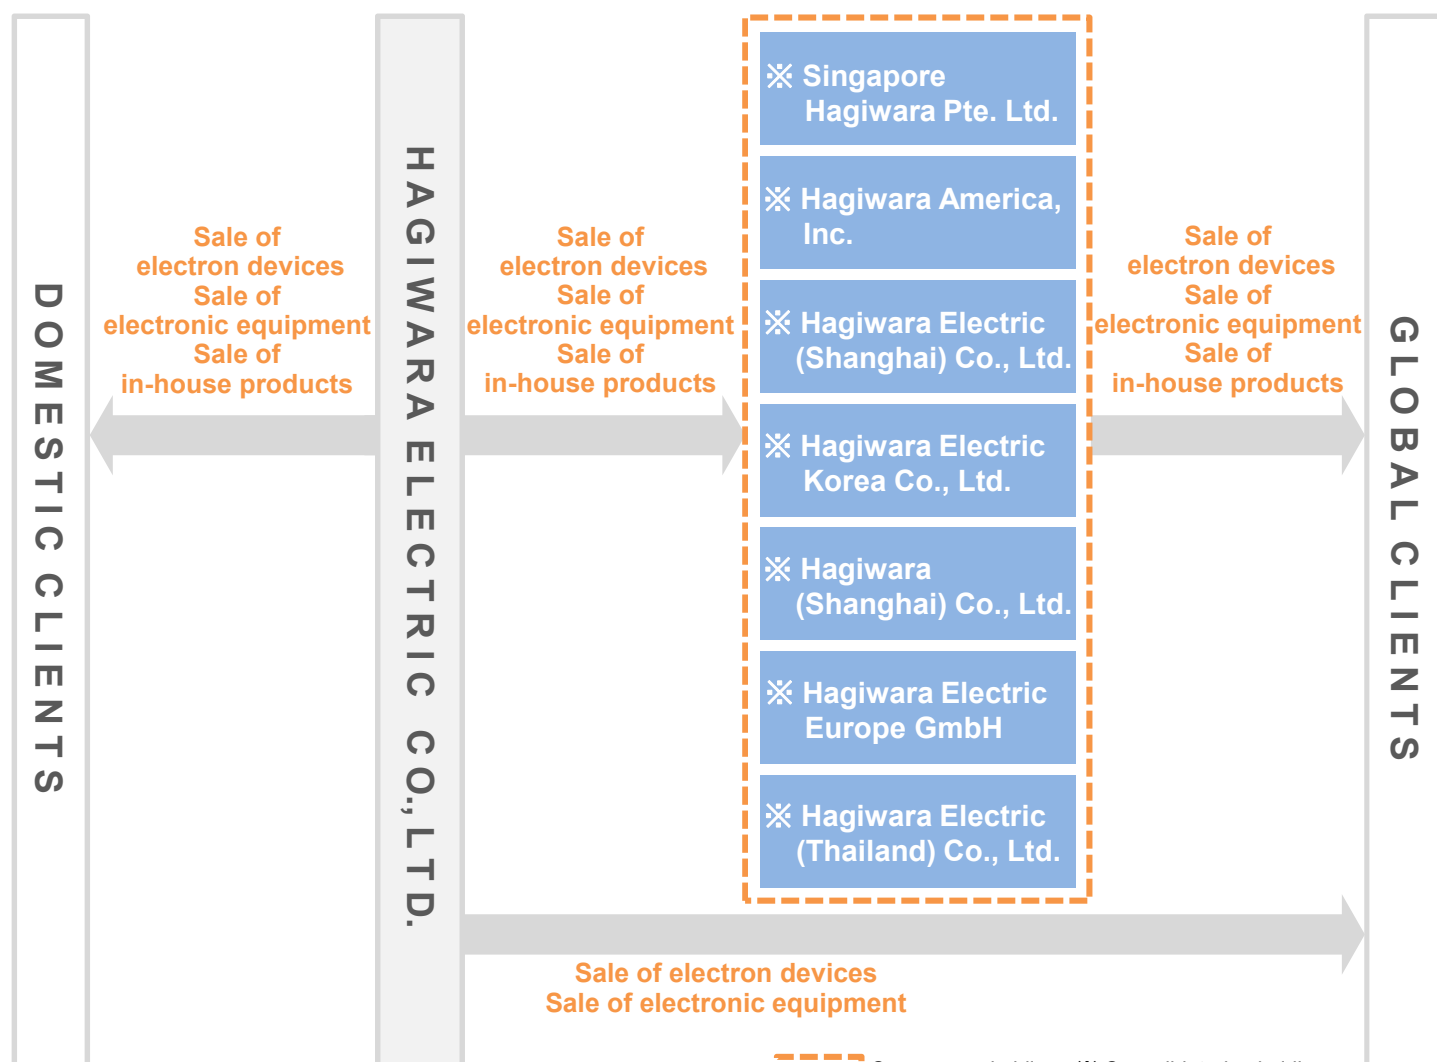 DOMESTIC CLIENTS
Sale of
electron devices
Sale of
electronic equipment
Sale of
in-house products
HAGIWARA ELECTRIC CO., LTD.
Sale of
electron devices
Sale of
electronic equipment
Sale of
in-house products
※ Singapore
Hagiwara Pte. Ltd.
※ Hagiwara America,
Inc.
※ Hagiwara Electric
(Shanghai) Co., Ltd.
※ Hagiwara Electric
Korea Co., Ltd.
※ Hagiwara
(Shanghai) Co., Ltd.
※ Hagiwara Electric
Europe GmbH
※ Hagiwara Electric
(Thailand) Co., Ltd.
Sale of
electron devices
Sale of
electronic equipment
Sale of
in-house products
GLOBAL CLIENTS
Sale of electron devices
Sale of electronic equipment